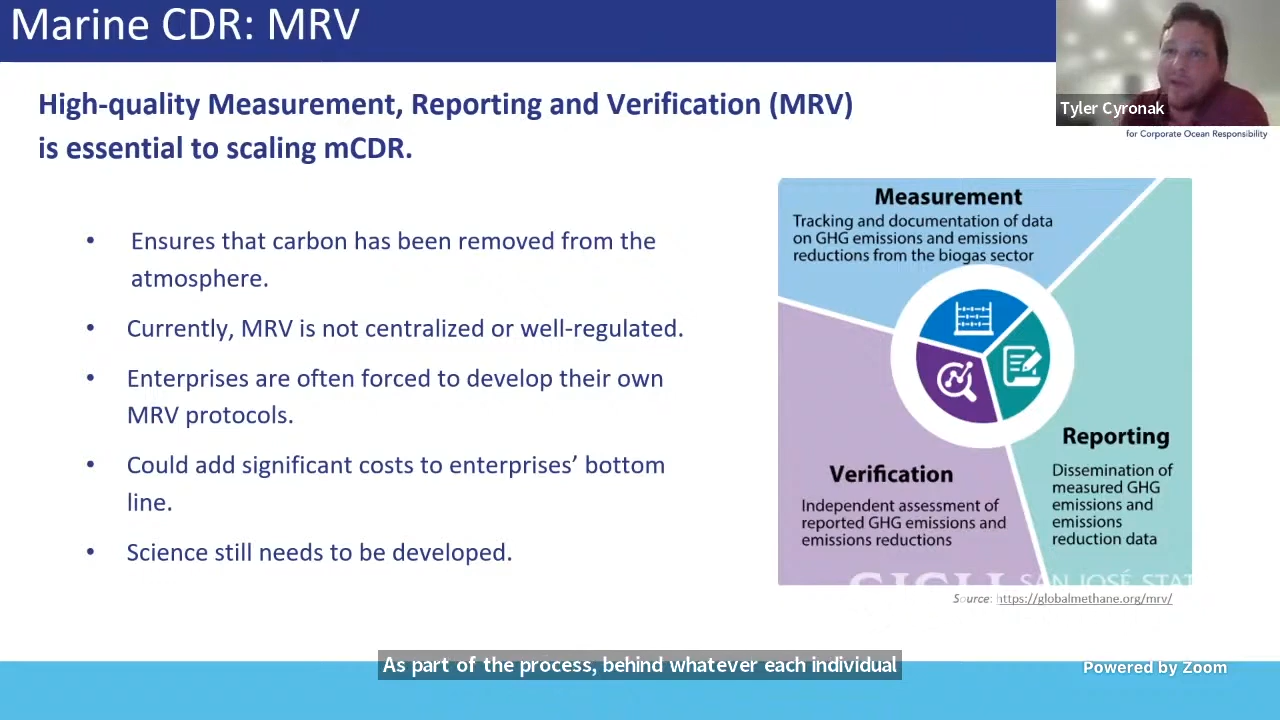 Marine CDR: MRV
Tyler Cyronak
for Corporate Ocean Responsibility
High-quality Measurement, Reporting and Verification (MRV)
is essential to scaling mCDR.
• Ensures that carbon has been removed from the
atmosphere.
• Currently, MRV is not centralized or well-regulated.
• Enterprises are often forced to develop their own
MRV protocols.
• Could add significant costs to enterprises’ bottom
line.
• Science still needs to be developed.
Measurement
Tracking and documentation of data
on GHG emissions and emissions
reductions from the biogas sector
Reporting
Dissemination of
measured GHG
emissions and
emissions
reduction data
Verification
Independent assessment of
reported GHG emissions and
emissions reductions
SAN JOSÉ STAT
Source: https://globalmethane.org/mrv/
As part of the process, behind whatever each individual
Powered by Zoom